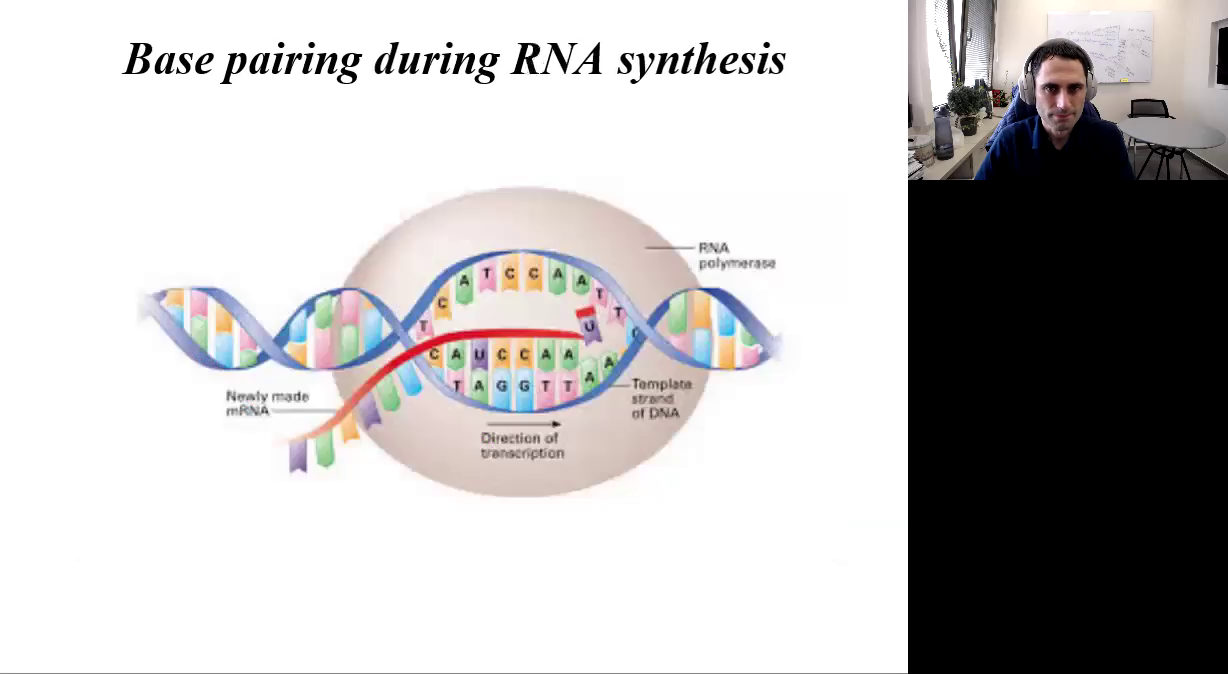 Base pairing during RNA synthesis
RNA
polymerase
A T C C A A
C T
T T
U
C A U C C A A
T A G G T T A A
Newly made
mRNA
Template
strand
of DNA
Direction of
transcription